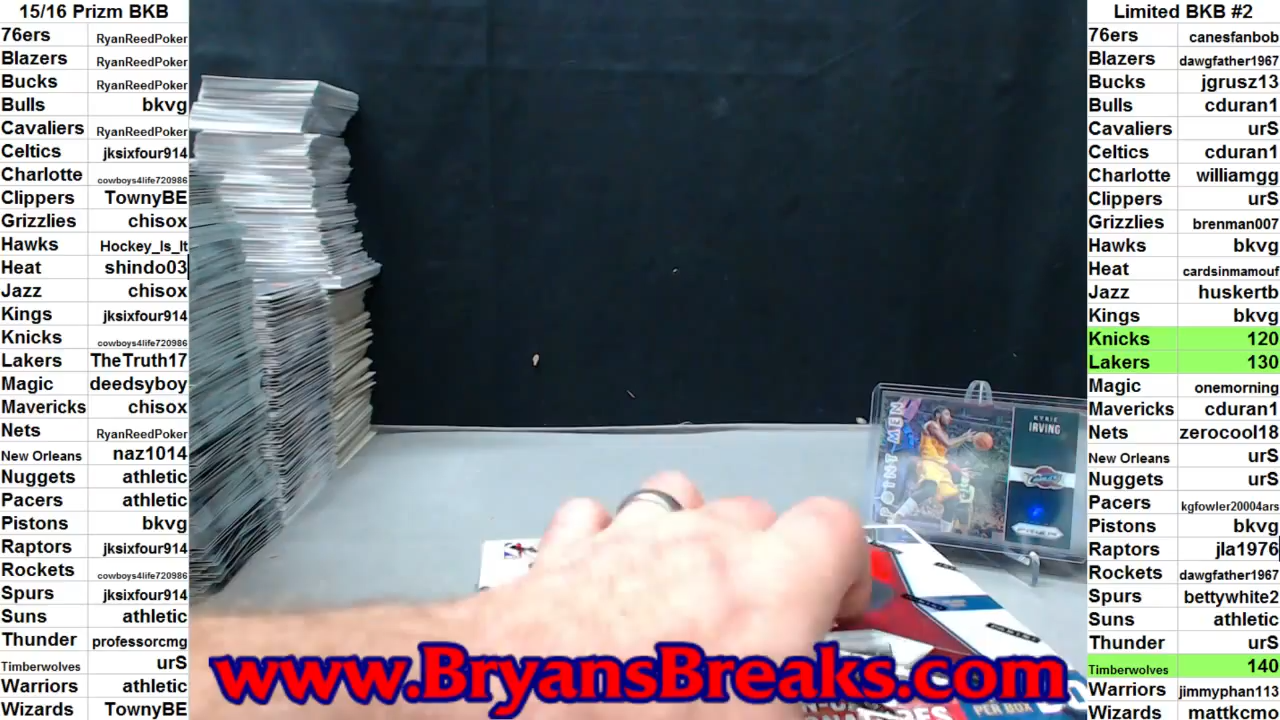 15/16 Prizm BKB
76ers RyanReedPoker
Blazers RyanReedPoker
Bucks RyanReedPoker
Bulls bkvg
Cavaliers RyanReedPoker
Celtics jksixfour914
Charlotte cowboys4life720986
Clippers TownyBE
Grizzlies chisox
Hawks Hockey_Is_It
Heat shindo03
Jazz chisox
Kings jksixfour914
Knicks cowboys4life720986
Lakers TheTruth17
Magic deedsyboy
Mavericks chisox
Nets RyanReedPoker
New Orleans naz1014
Nuggets athletic
Pacers athletic
Pistons bkvg
Raptors jksixfour914
Rockets cowboys4life720986
Spurs jksixfour914
Suns athletic
Thunder professorcmg
Timberwolves urS
Warriors athletic
Wizards TownyBE
POINT MEN
KYRIE
IRVING
PRIZM
PER BOX
www.BryansBreaks.com
Limited BKB #2
76ers canesfanbob
Blazers dawgfather1967
Bucks jgrusz13
Bulls cduran1
Cavaliers urS
Celtics cduran1
Charlotte williamgg
Clippers urS
Grizzlies brenman007
Hawks bkvg
Heat cardsinmamouf
Jazz huskertb
Kings bkvg
Knicks 120
Lakers 130
Magic onemorning
Mavericks cduran1
Nets zerocool18
New Orleans urS
Nuggets urS
Pacers kgfowler20004ars
Pistons bkvg
Raptors jla1976
Rockets dawgfather1967
Spurs bettywhite2
Suns athletic
Thunder urS
Timberwolves 140
Warriors jimmyphan113
Wizards mattkcmo